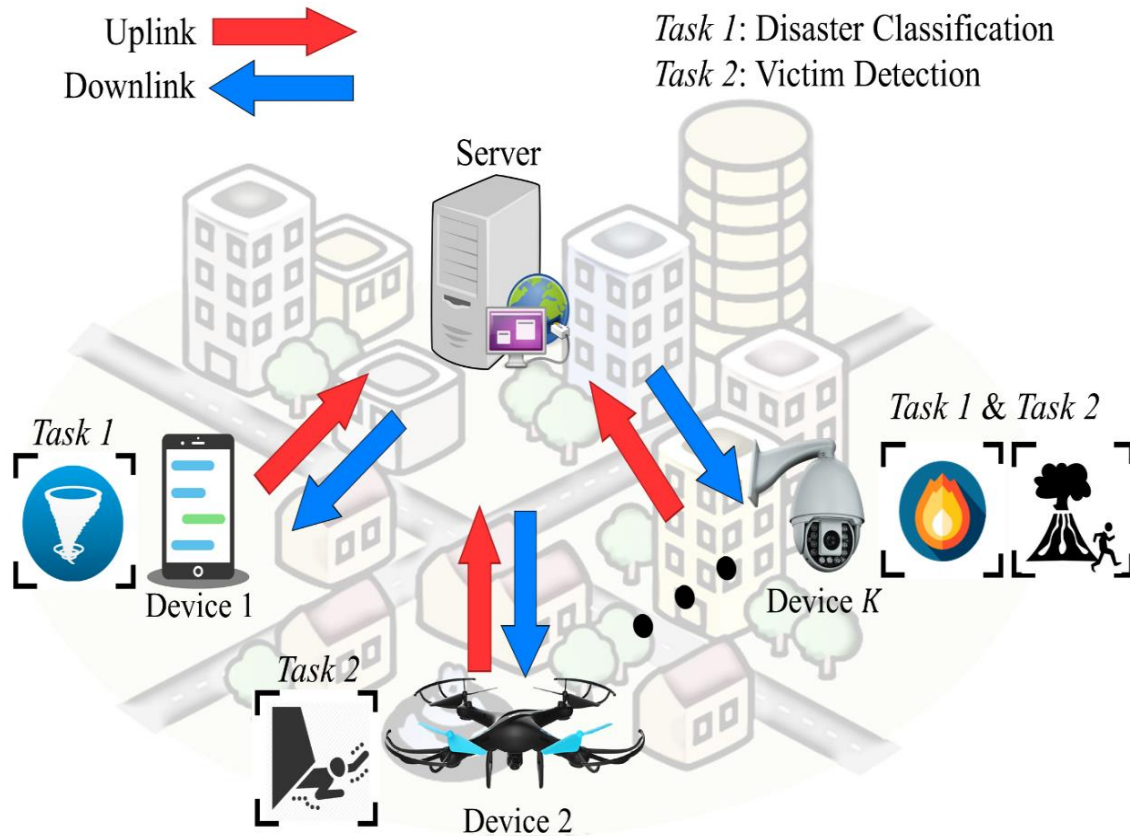 Uplink
Downlink
Task 1: Disaster Classification
Task 2: Victim Detection
Server
Task 1
Device 1
Task 1 & Task 2
Device K
Task 2
Device 2